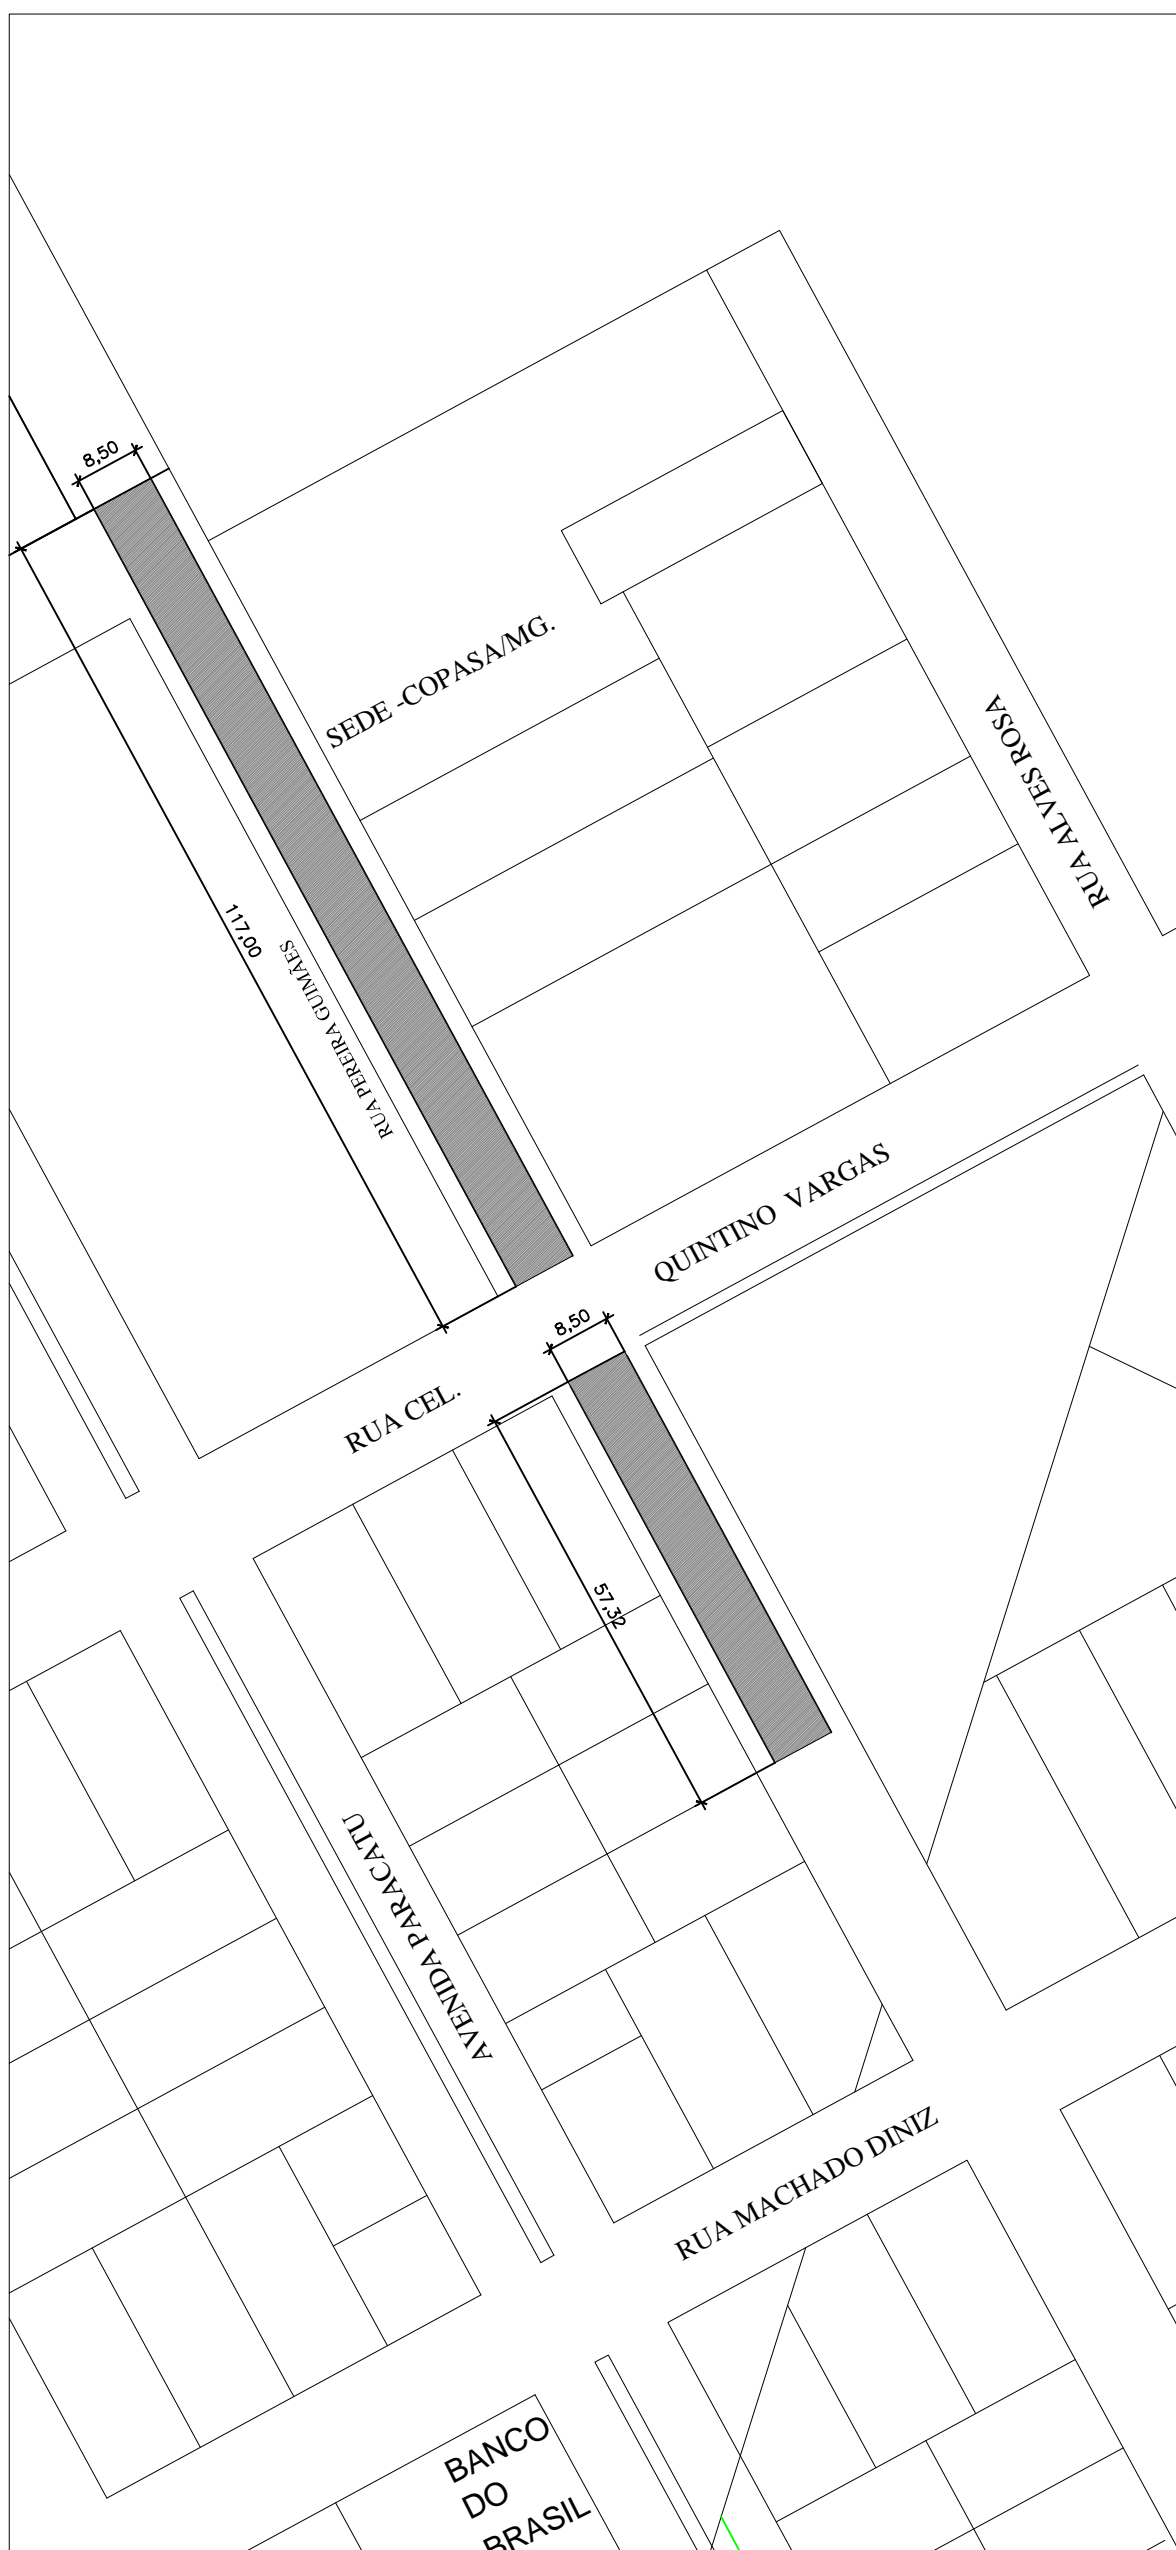 8,50
SEDE -COPASA/MG.
RUA ALVES ROSA
117,00
RUA PEREIRA GUIMÃES
QUINTINO VARGAS
8,50
RUA CEL.
57,32
AVENIDA PARACATU
RUA MACHADO DINIZ
BANCO
DO
BRASIL